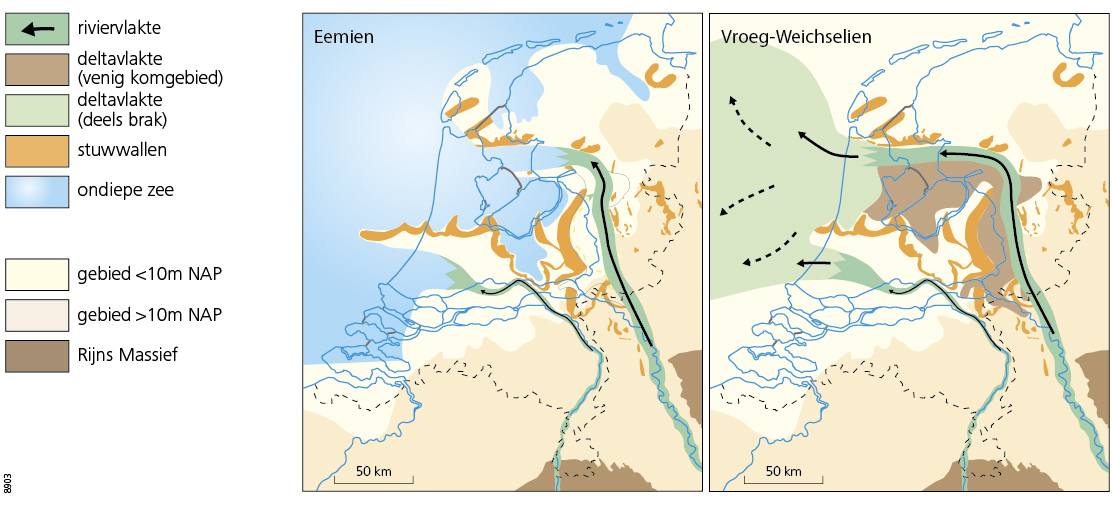 riviervlakte
deltavlakte
(venig komgebied)
deltavlakte
(deels brak)
stuwwallen
ondiepe zee
gebied <10m NAP
gebied >10m NAP
Rijns Massief
8903
Eemien
50 km
Vroeg-Weichselien
50 km